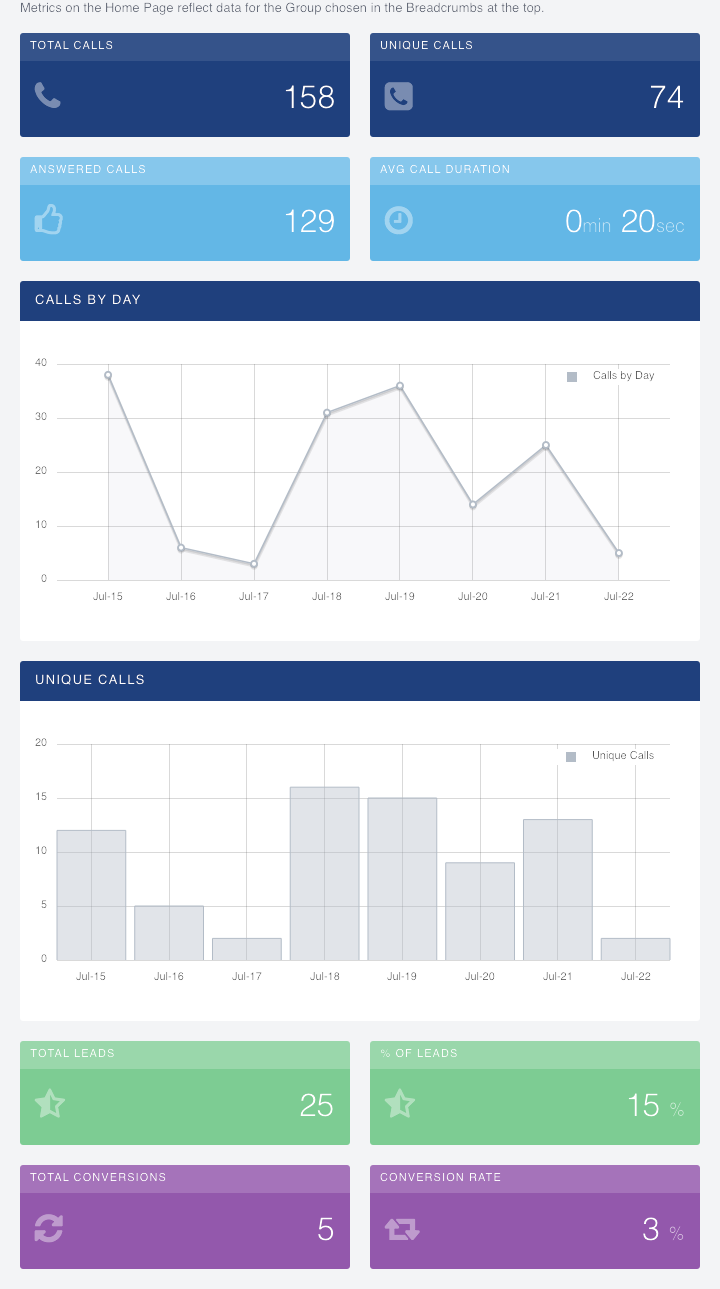 Metrics on the Home Page reflect data for the Group chosen in the Breadcrumbs at the top.
TOTAL CALLS
158
UNIQUE CALLS
74
ANSWERED CALLS
129
AVG CALL DURATION
0min 20sec
CALLS BY DAY
Calls by Day
40
30
20
10
0
Jul-15 Jul-16 Jul-17 Jul-18 Jul-19 Jul-20 Jul-21 Jul-22
UNIQUE CALLS
Unique Calls
20
15
10
5
0
Jul-15 Jul-16 Jul-17 Jul-18 Jul-19 Jul-20 Jul-21 Jul-22
TOTAL LEADS
25
% OF LEADS
15 %
TOTAL CONVERSIONS
5
CONVERSION RATE
3 %